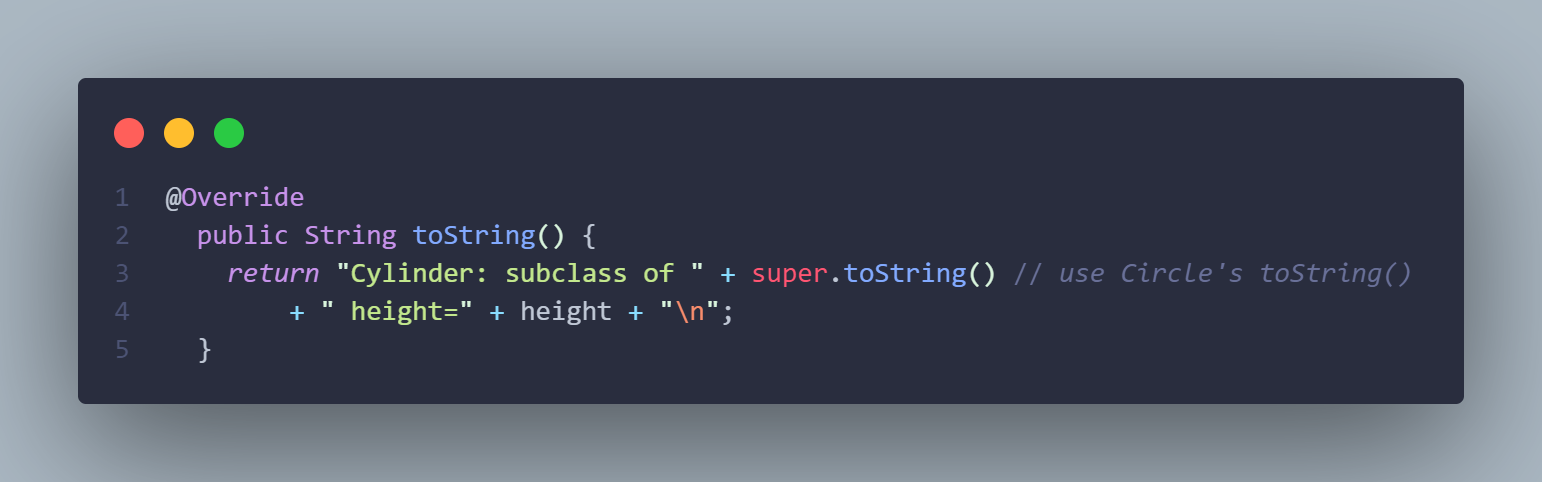 1 @Override
2   public String toString() {
3     return "Cylinder: subclass of " + super.toString() // use Circle's toString()
4         + " height=" + height + "\n";
5   }